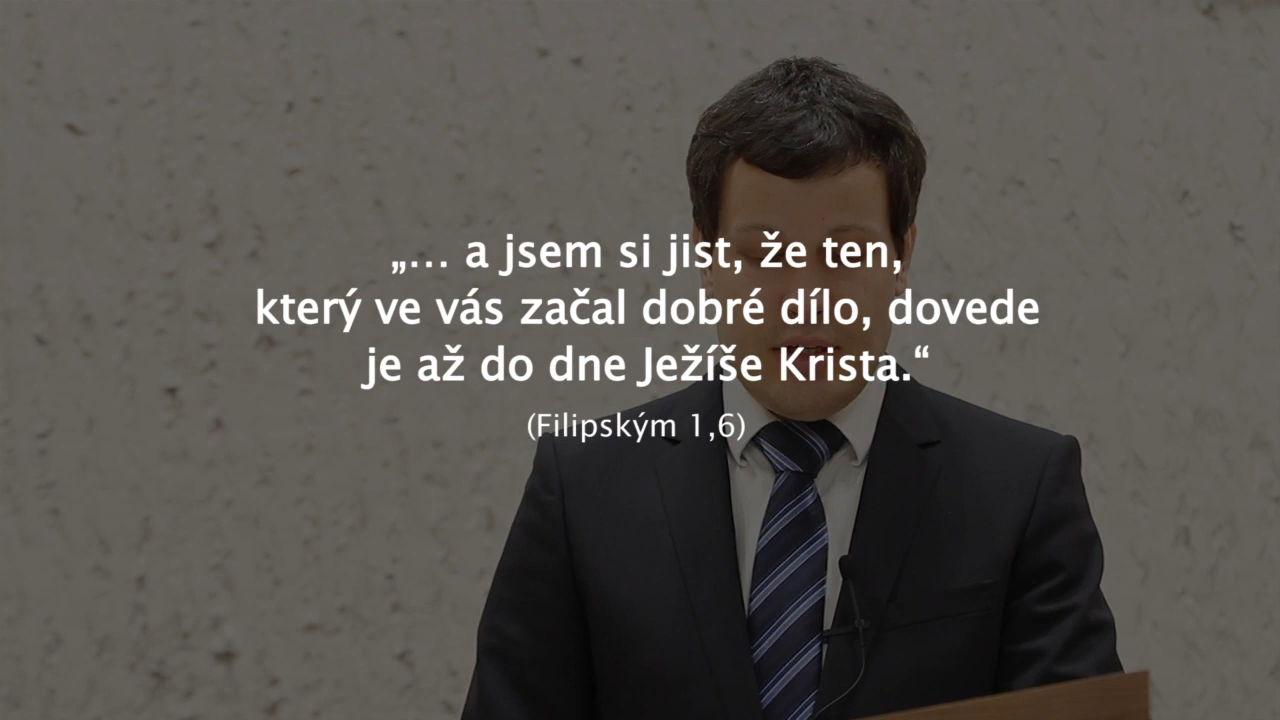 „… a jsem si jist, že ten,
který ve vás začal dobré dílo, dovede
je až do dne Ježíše Krista.“
(Filipským 1,6)